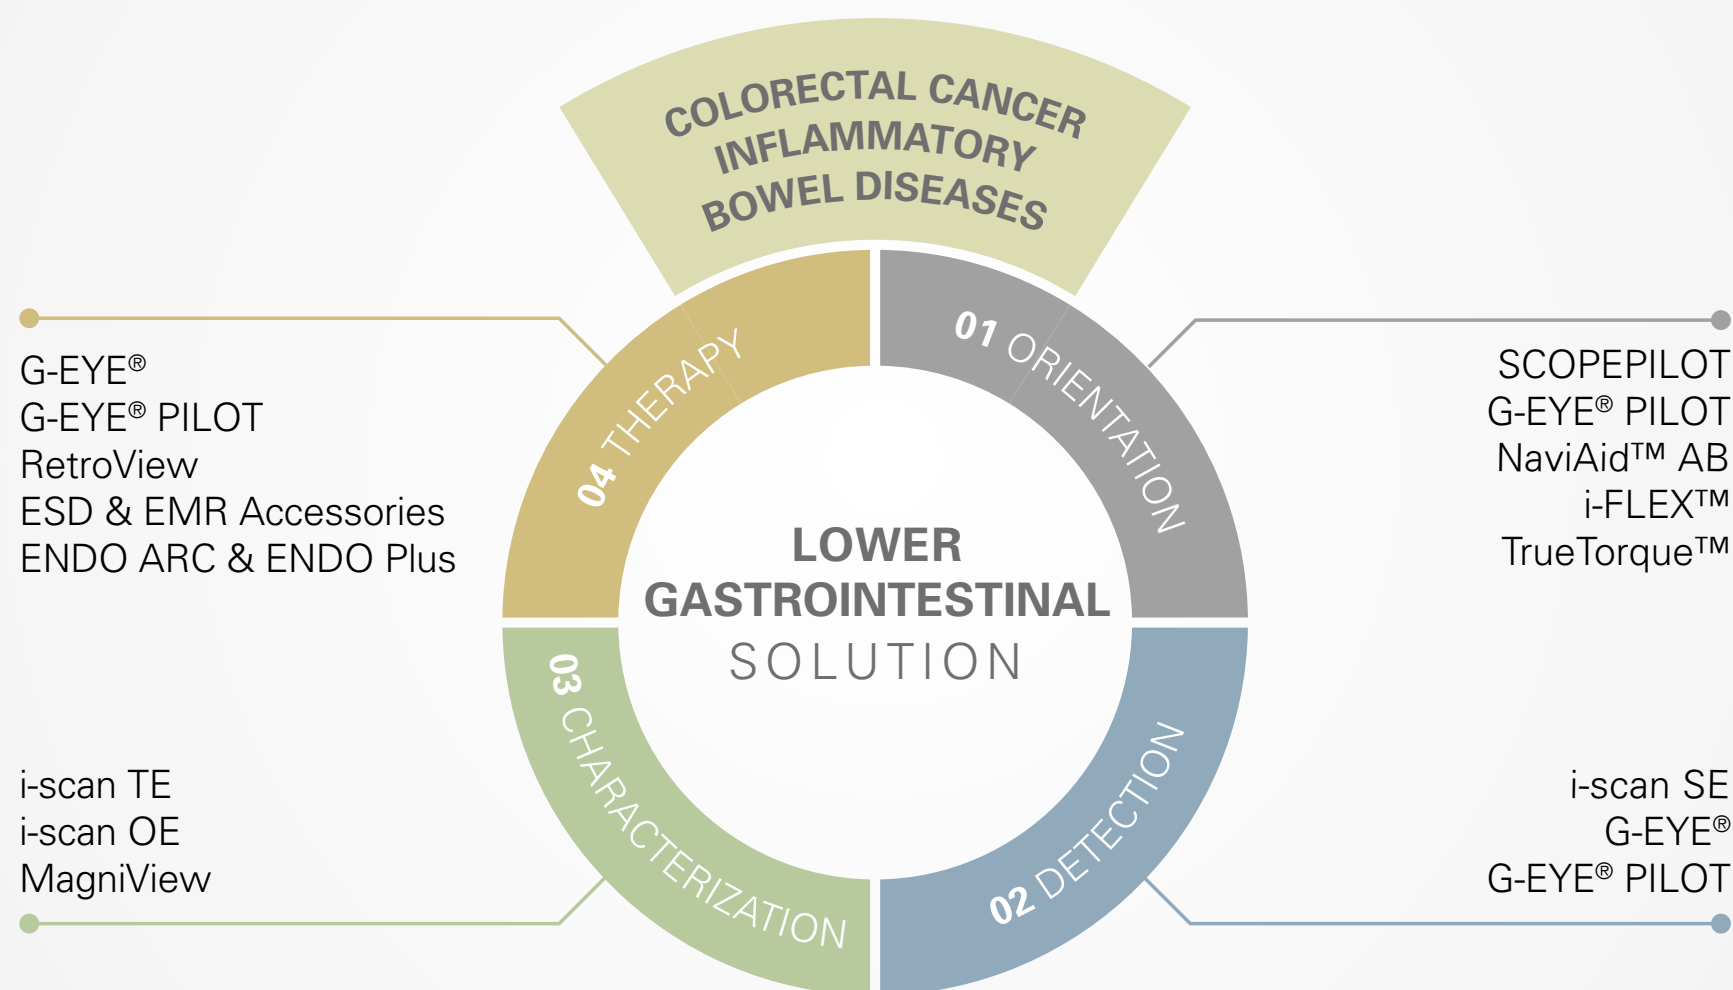 COLORECTAL CANCER
INFLAMMATORY
BOWEL DISEASES
01 ORIENTATION
SCOPEPILOT
G-EYE® PILOT
NaviAid™ AB
i-FLEX™
TrueTorque™
02 DETECTION
i-scan SE
G-EYE®
G-EYE® PILOT
03 CHARACTERIZATION
i-scan TE
i-scan OE
MagniView
04 THERAPY
G-EYE®
G-EYE® PILOT
RetroView
ESD & EMR Accessories
ENDO ARC & ENDO Plus
LOWER
GASTROINTESTINAL
SOLUTION